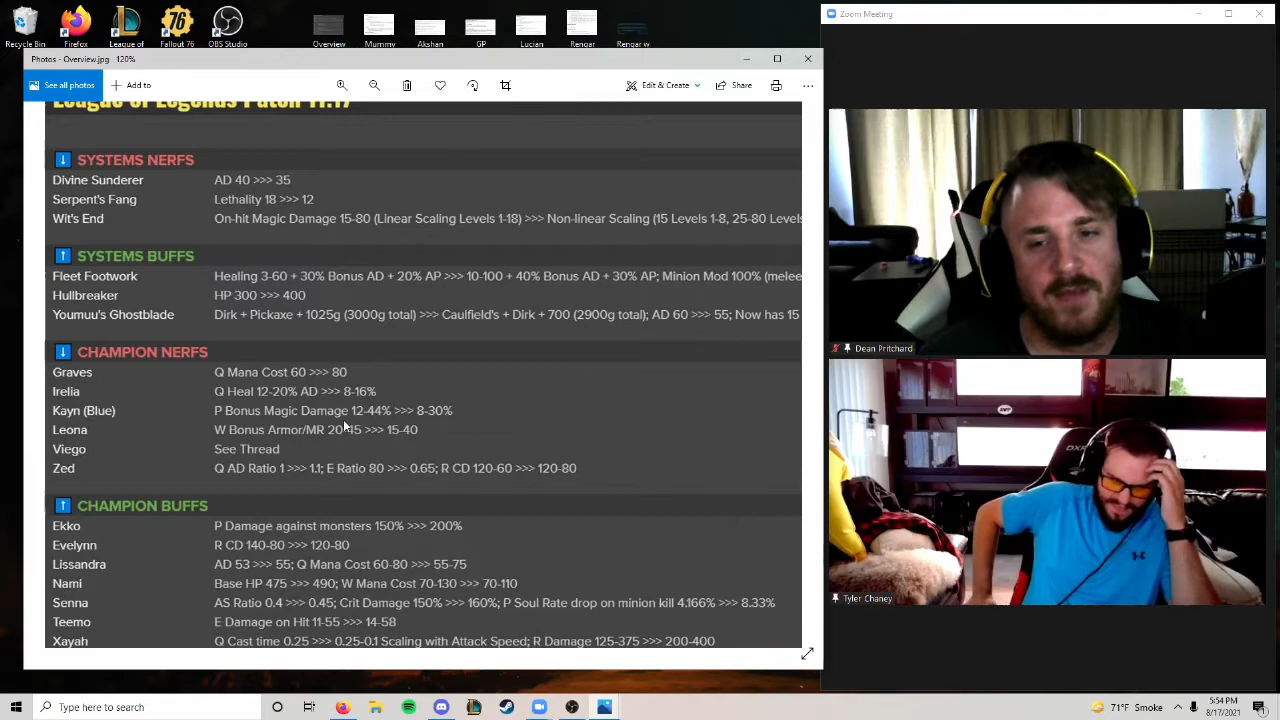 Zoom Meeting
Recycle Bin
Firefox
League of
Fallout 76
OBS Studio
Overview
Mummy
Akshan
GP
Lucian
Rengar
Rengar w
Photos - Overview.jpg 120%
See all photos
Add to
Edit & Create
Share
League of Legends Patch 11.17
SYSTEMS NERFS
Divine Sunderer AD 40 >>> 35
Serpent's Fang Lethality 18 >>> 12
Wit's End On-hit Magic Damage 15-80 (Linear Scaling Levels 1-18) >>> Non-linear Scaling (15 Levels 1-8, 25-80 Levels
SYSTEMS BUFFS
Fleet Footwork Healing 3-60 + 30% Bonus AD + 20% AP >>> 10-100 + 40% Bonus AD + 30% AP; Minion Mod 100% (melee
Hullbreaker HP 300 >>> 400
Youmuu's Ghostblade Dirk + Pickaxe + 1025g (3000g total) >>> Caulfield's + Dirk + 700 (2900g total); AD 60 >>> 55; Now has 15
CHAMPION NERFS
Graves Q Mana Cost 60 >>> 80
Irelia Q Heal 12-20% AD >>> 8-16%
Kayn (Blue) P Bonus Magic Damage 12-44% >>> 8-30%
Leona W Bonus Armor/MR 20-45 >>> 15-40
Viego See Thread
Zed Q AD Ratio 1 >>> 1.1; E Ratio 80 >>> 0.65; R CD 120-60 >>> 120-80
CHAMPION BUFFS
Ekko P Damage against monsters 150% >>> 200%
Evelynn R CD 140-80 >>> 120-80
Lissandra AD 53 >>> 55; Q Mana Cost 60-80 >>> 55-75
Nami Base HP 475 >>> 490; W Mana Cost 70-130 >>> 70-110
Senna AS Ratio 0.4 >>> 0.45; Crit Damage 150% >>> 160%; P Soul Rate drop on minion kill 4.166% >>> 8.33%
Teemo E Damage on Hit 11-55 >>> 14-58
Xayah Q Cast time 0.25 >>> 0.25-0.1 Scaling with Attack Speed; R Damage 125-375 >>> 200-400
Dean Pritchard
Tyler Chaney
Type here to search
71°F Smoke
5:54 PM
8/17/2021